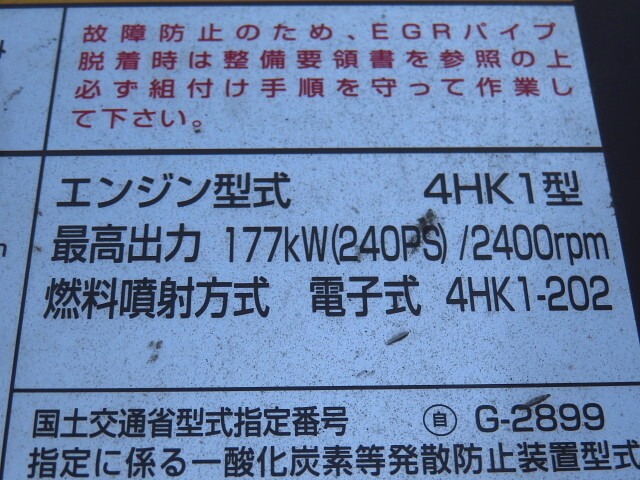 故障防止のため、EGRパイプ
脱着時は整備要領書を参照の上
必ず組付け手順を守って作業し
て下さい。
エンジン型式 4HK1型
最高出力 177kW(240PS)/2400rpm
燃料噴射方式 電子式 4HK1-202
国土交通省型式指定番号 自 G-2899
指定に係る一酸化炭素等発散防止装置型式